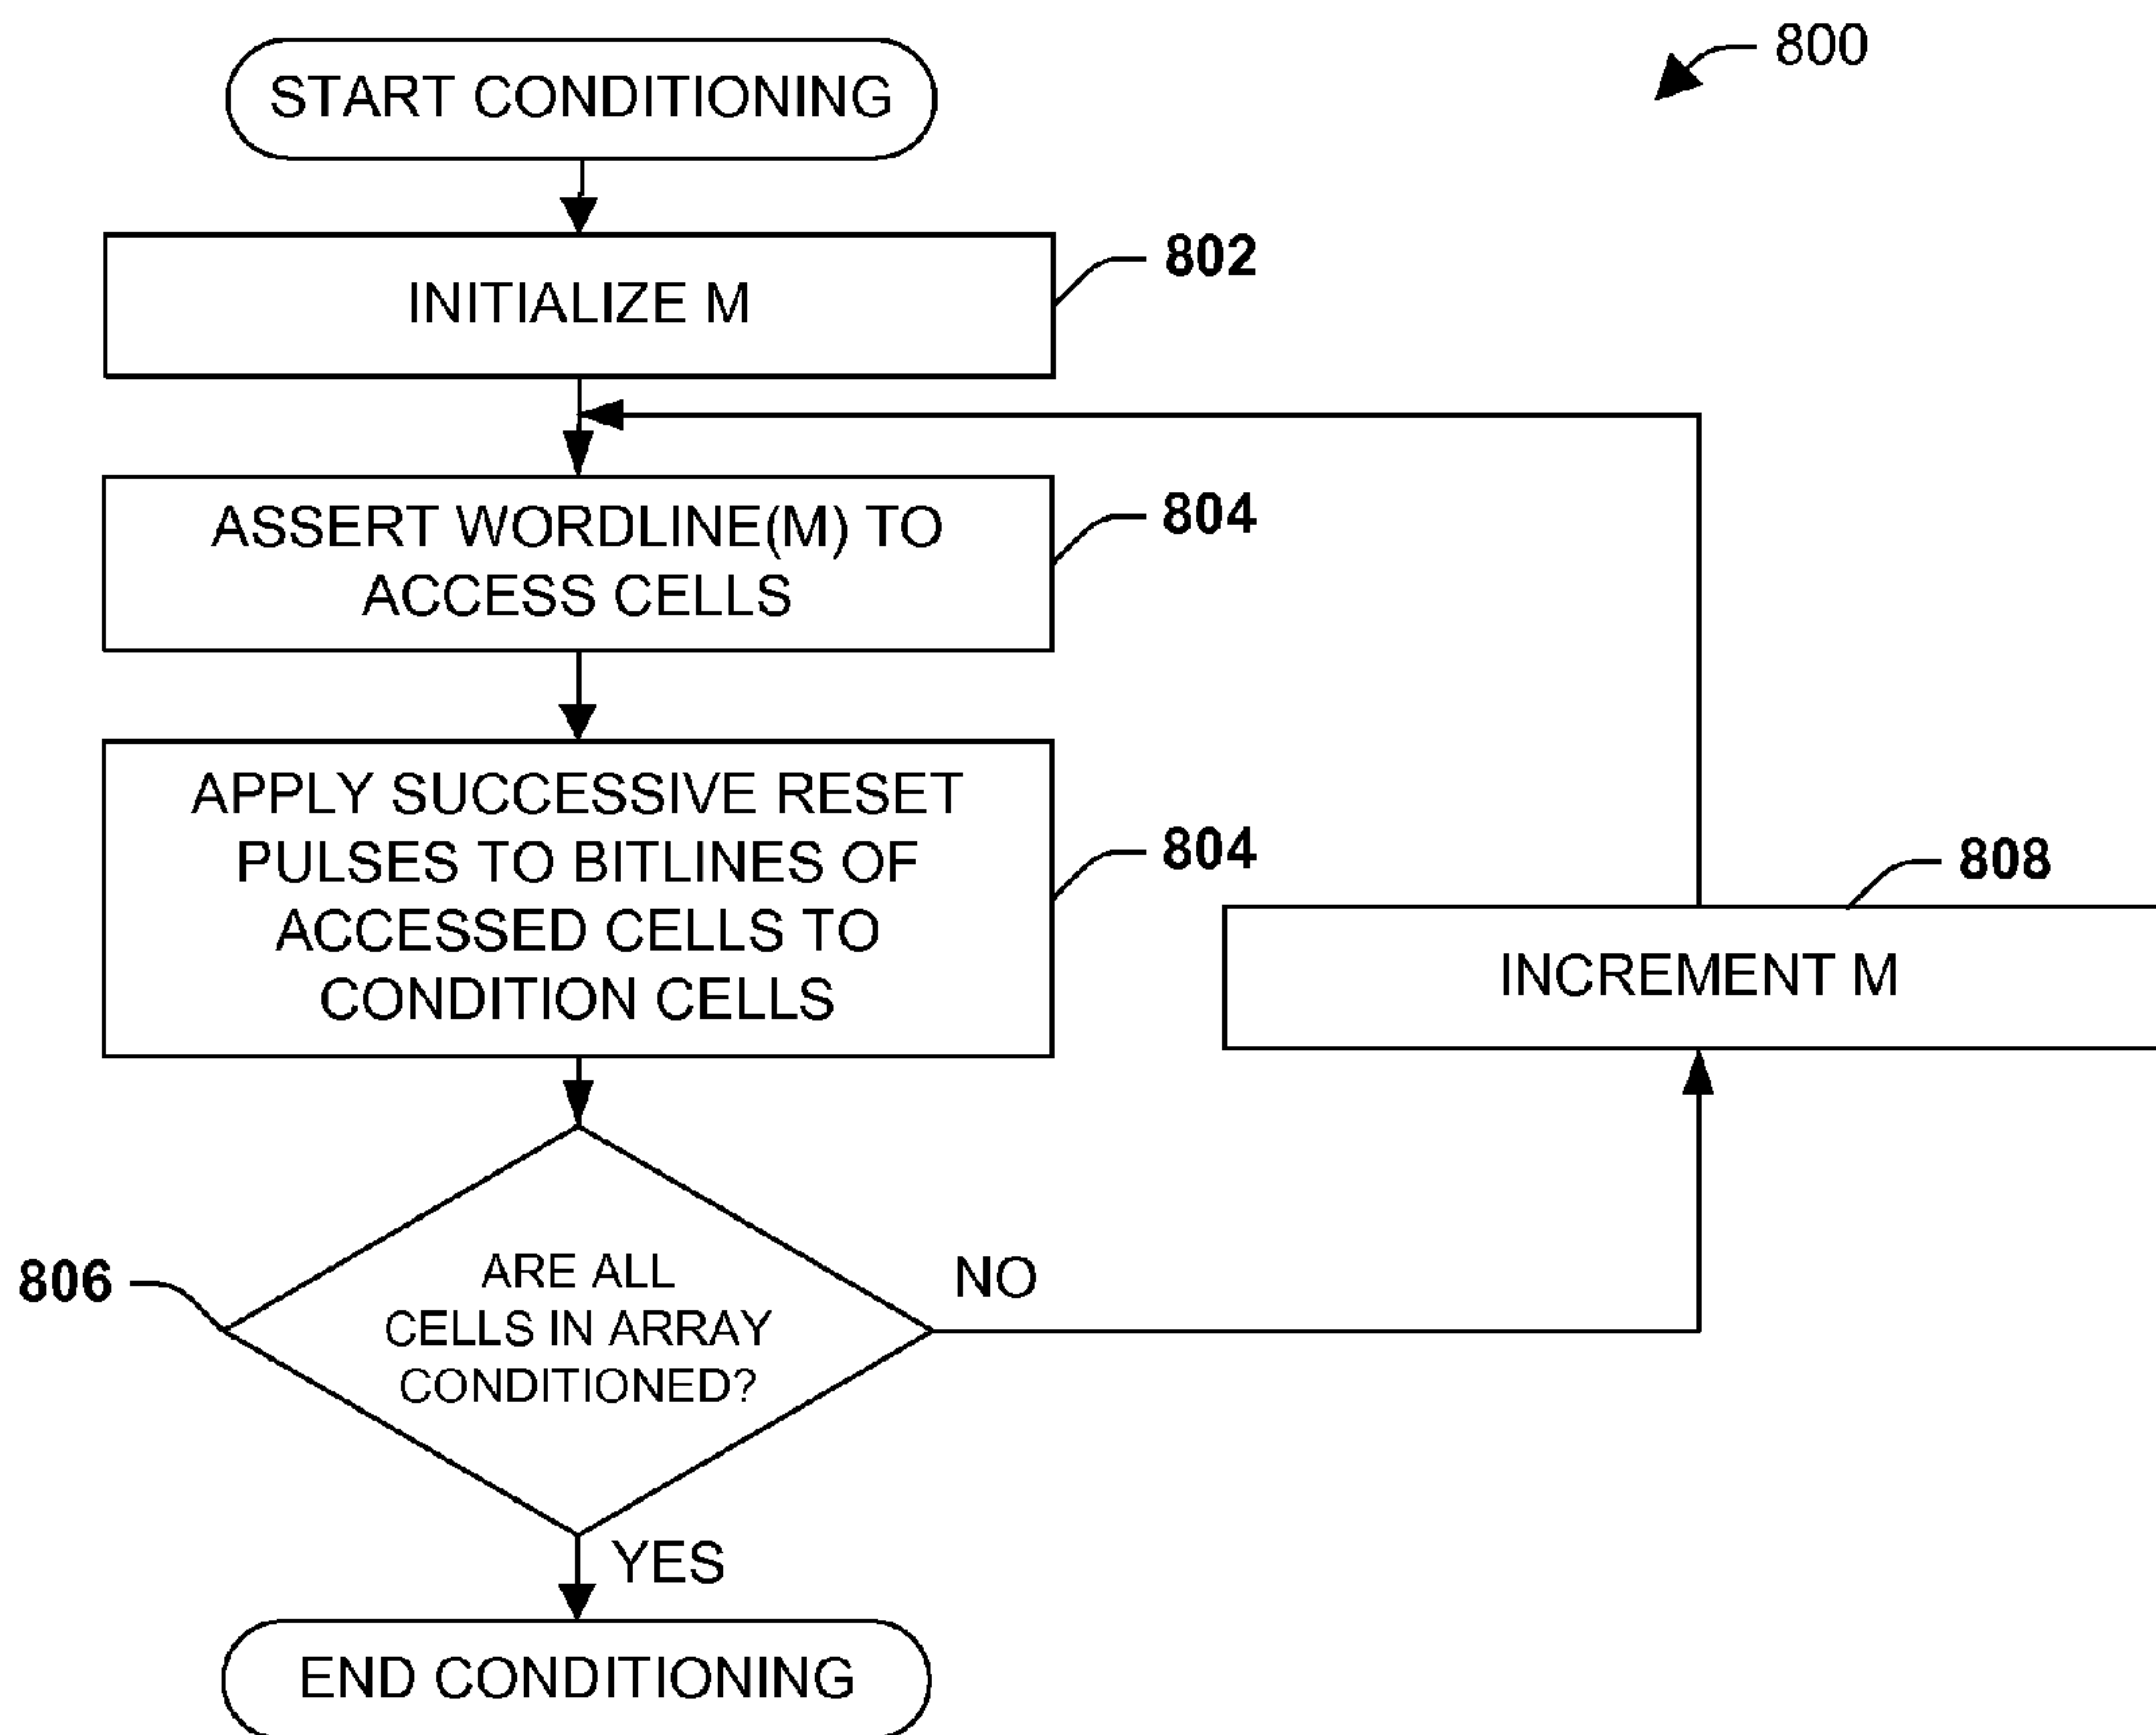 800
START CONDITIONING
802
INITIALIZE M
804
ASSERT WORDLINE(M) TO
ACCESS CELLS
804
APPLY SUCCESSIVE RESET
PULSES TO BITLINES OF
ACCESSED CELLS TO
CONDITION CELLS
808
INCREMENT M
806
ARE ALL
CELLS IN ARRAY
CONDITIONED?
NO
YES
END CONDITIONING